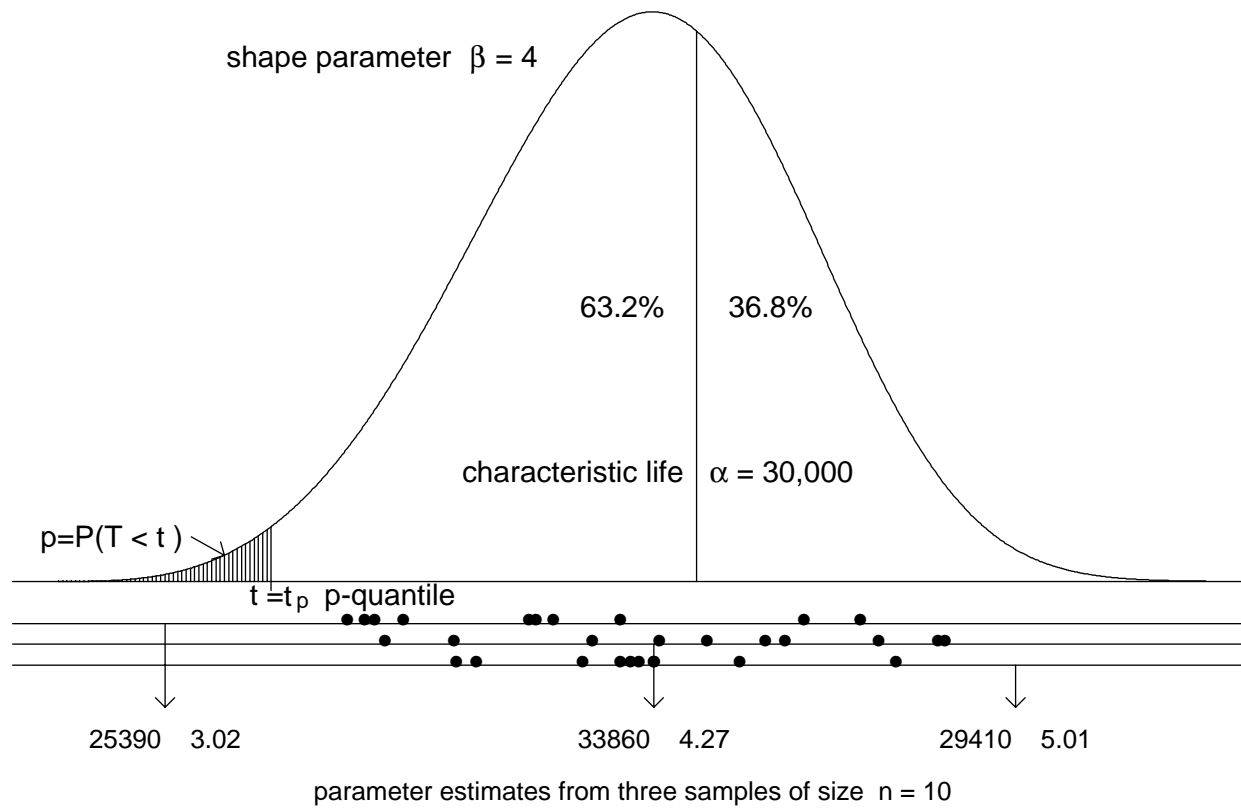 shape parameter β = 4
63.2% 36.8%
characteristic life α = 30,000
p=P(T < t )
t =tp p-quantile
25390 3.02 33860 4.27 29410 5.01
parameter estimates from three samples of size n = 10